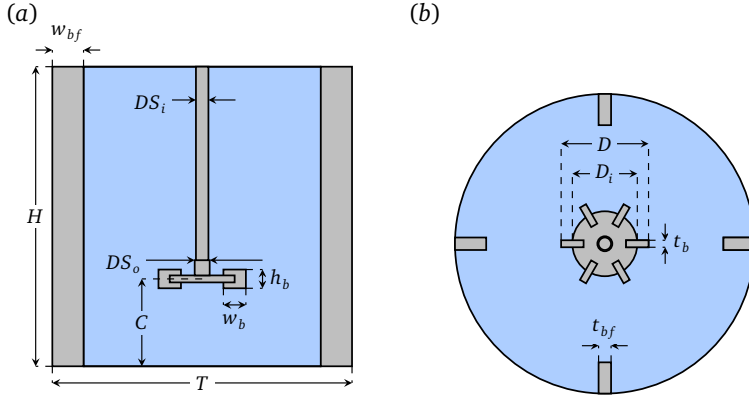 (a)
w_bf
DS_i
H
DS_o
h_b
C
w_b
T
(b)
D
D_i
t_b
t_bf